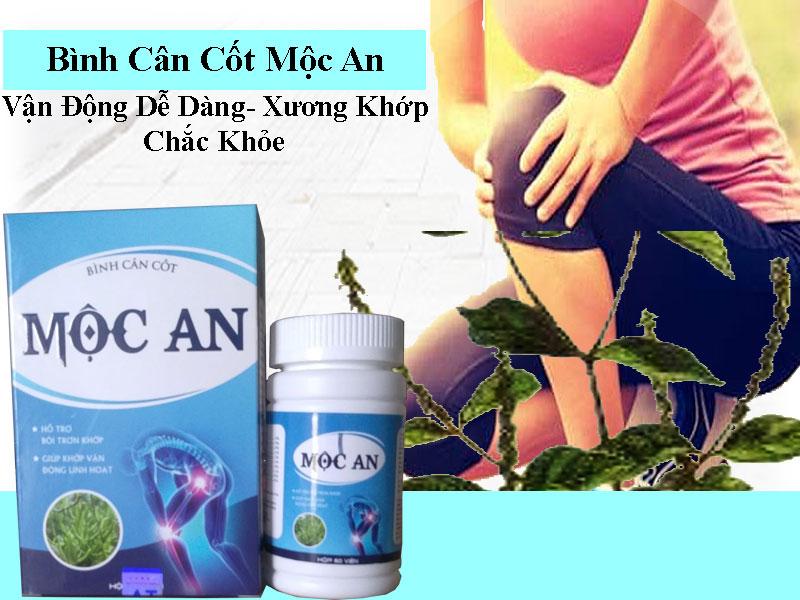 Bình Cân Cốt Mộc An
Vận Động Dễ Dàng- Xương Khớp
Chắc Khỏe
BÌNH CÂN CỐT
MỘC AN
★ HỖ TRỢ
BÔI TRƠN KHỚP
★ GIÚP KHỚP VẬN
ĐỘNG LINH HOẠT
MỘC AN
HỘP 60 VIÊN